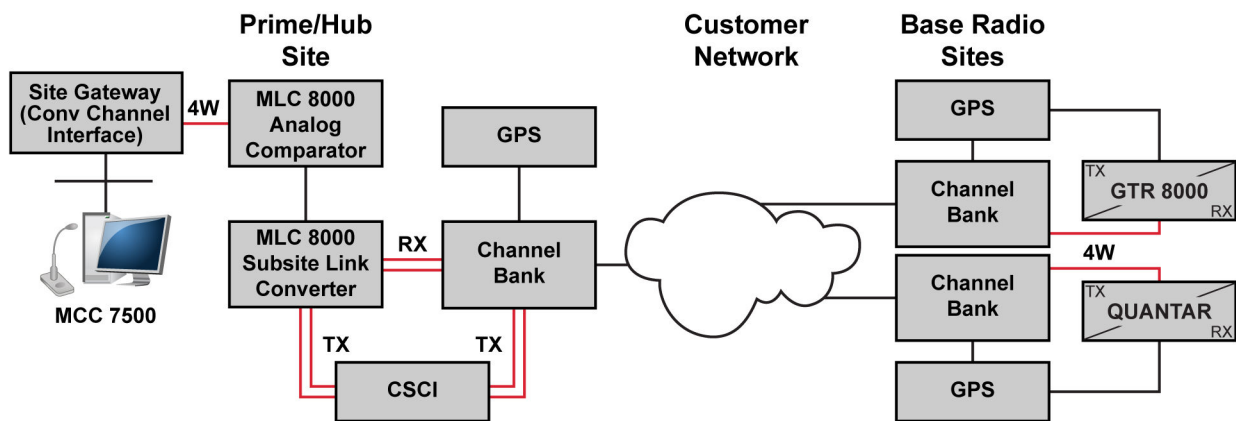 Prime/Hub
Site
Customer
Network
Base Radio
Sites
Site Gateway
(Conv Channel
Interface)
4W
MLC 8000
Analog
Comparator
GPS
GPS
TX
GTR 8000
RX
Channel
Bank
MCC 7500
MLC 8000
Subsite Link
Converter
RX
Channel
Bank
4W
Channel
Bank
TX
QUANTAR
RX
TX
TX
CSCI
GPS